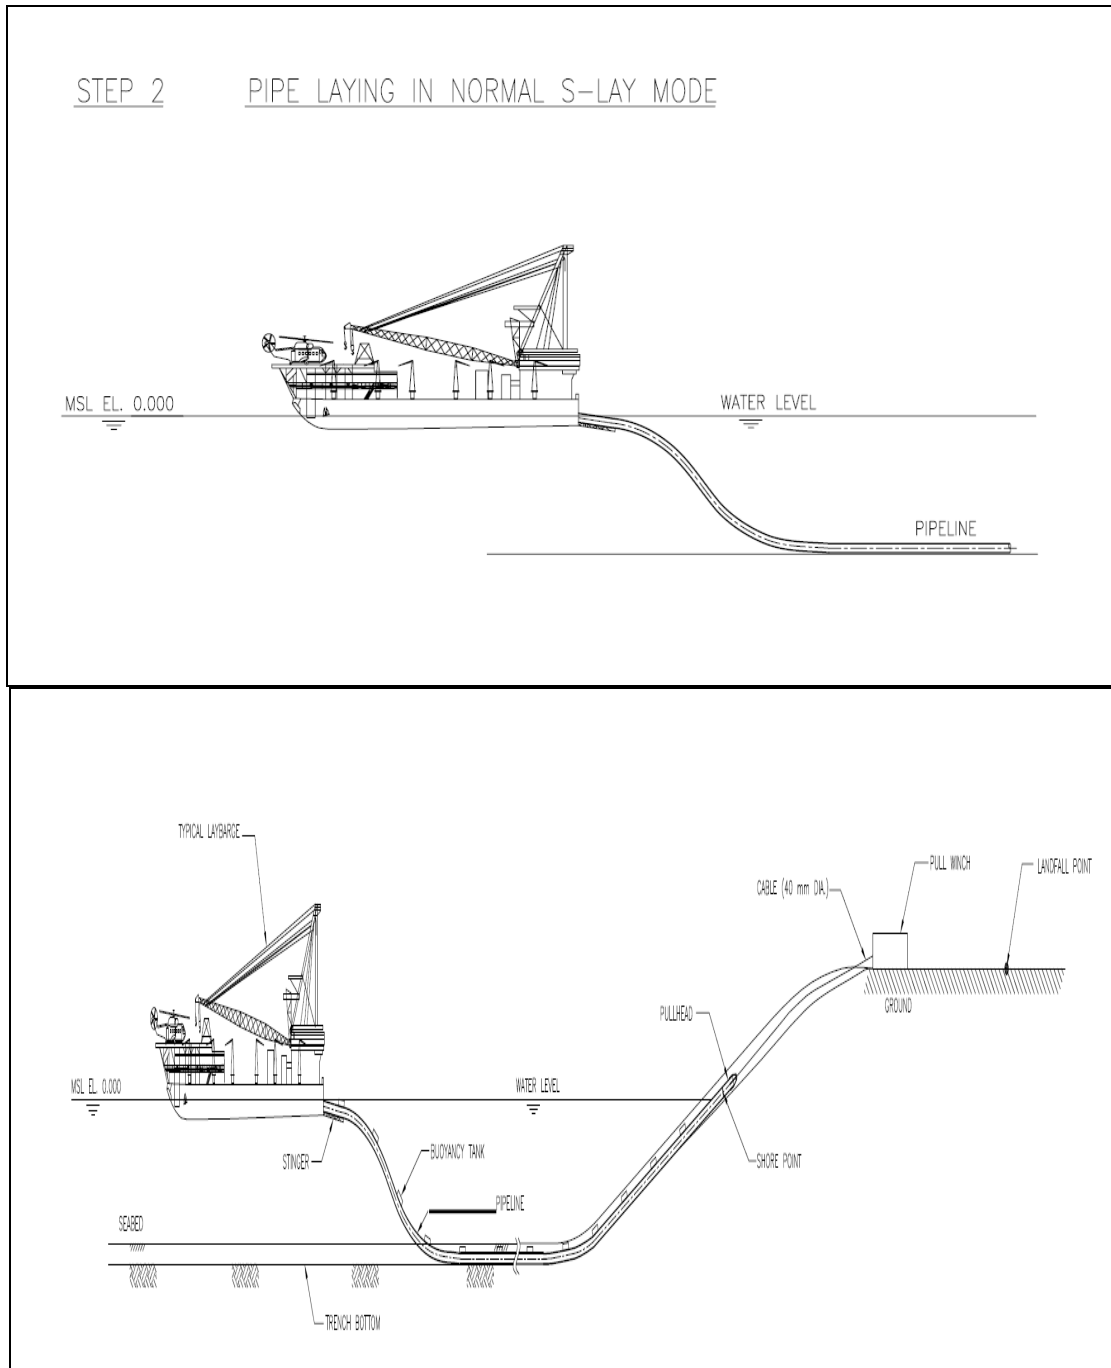 STEP 2 PIPE LAYING IN NORMAL S-LAY MODE
MSL EL. 0.000
WATER LEVEL
PIPELINE
TYPICAL LAYBARGE
PULL WINCH
LANDFALL POINT
CABLE (40 mm DIA.)
GROUND
PULLHEAD
MSL EL. 0.000
WATER LEVEL
STINGER
BUOYANCY TANK
SHORE POINT
PIPELINE
SEABED
TRENCH BOTTOM